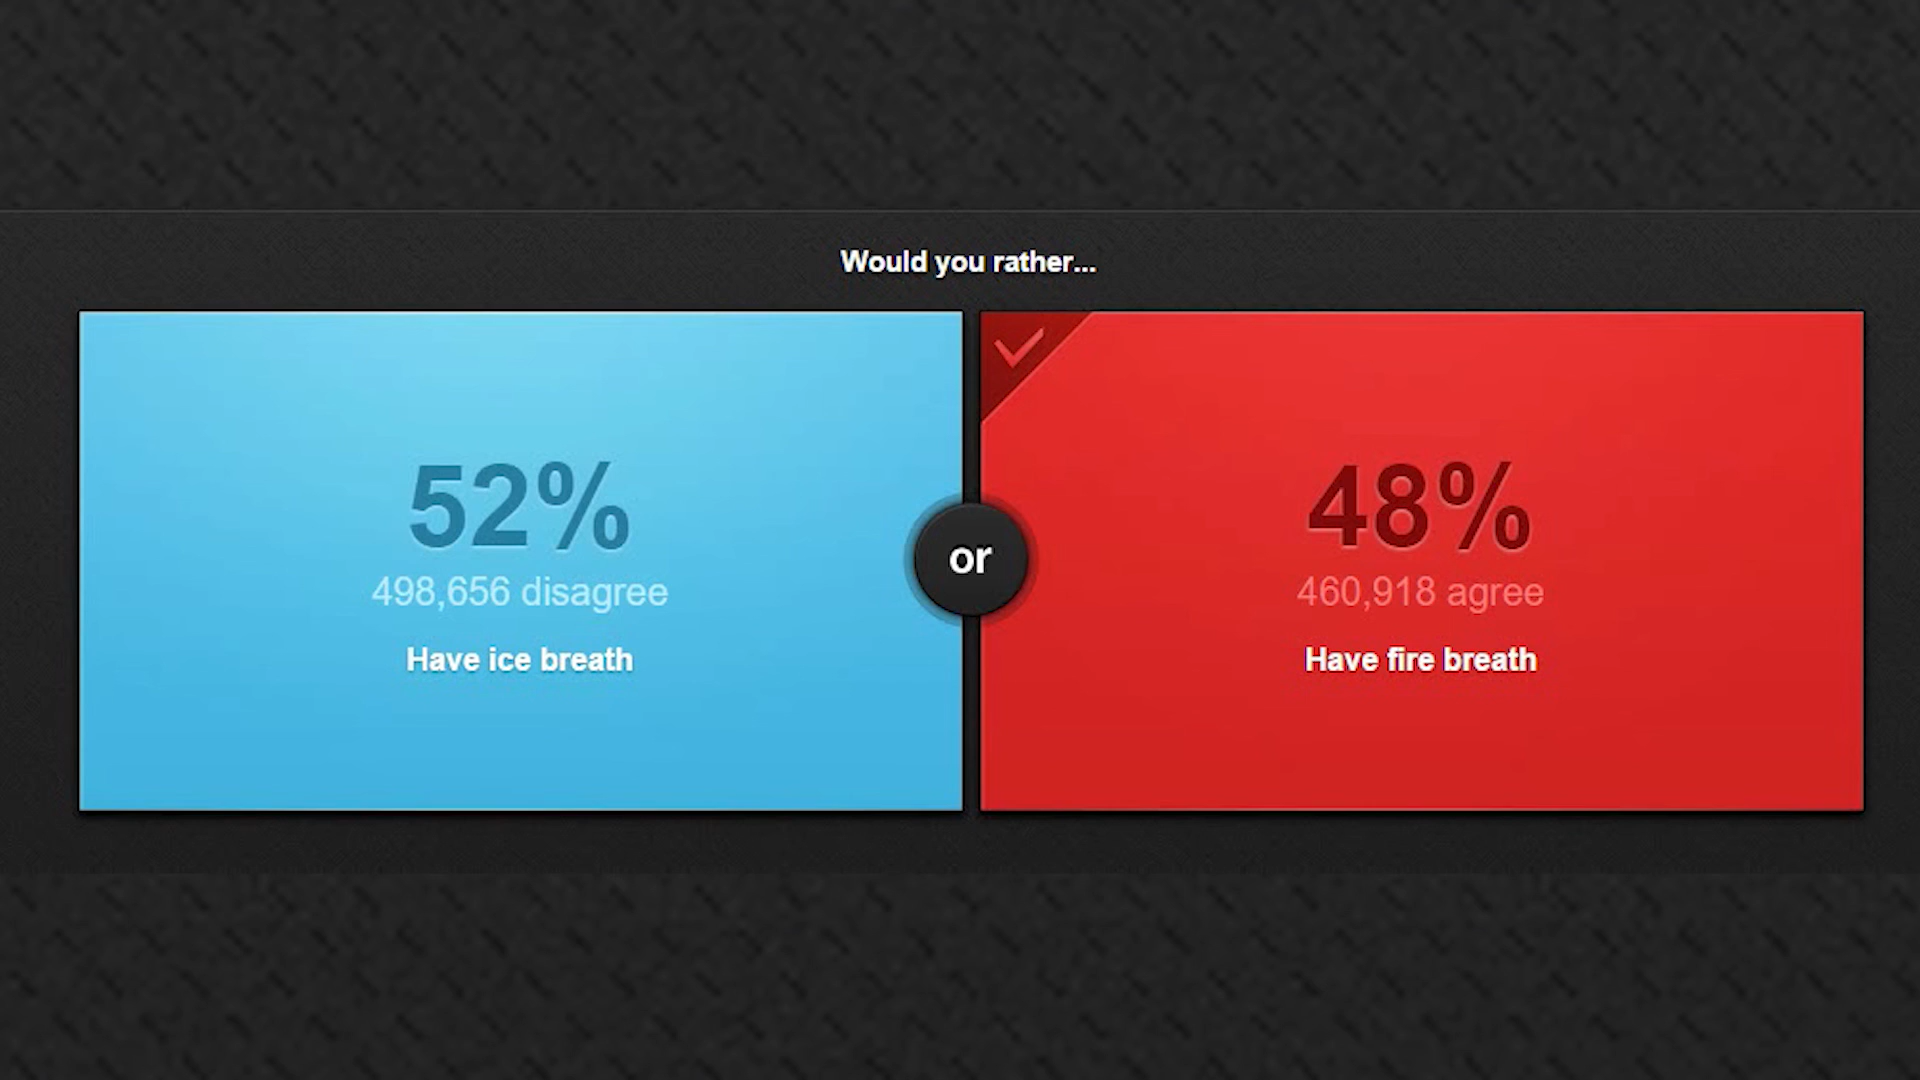 Would you rather...
52%
498,656 disagree
Have ice breath
or
48%
460,918 agree
Have fire breath